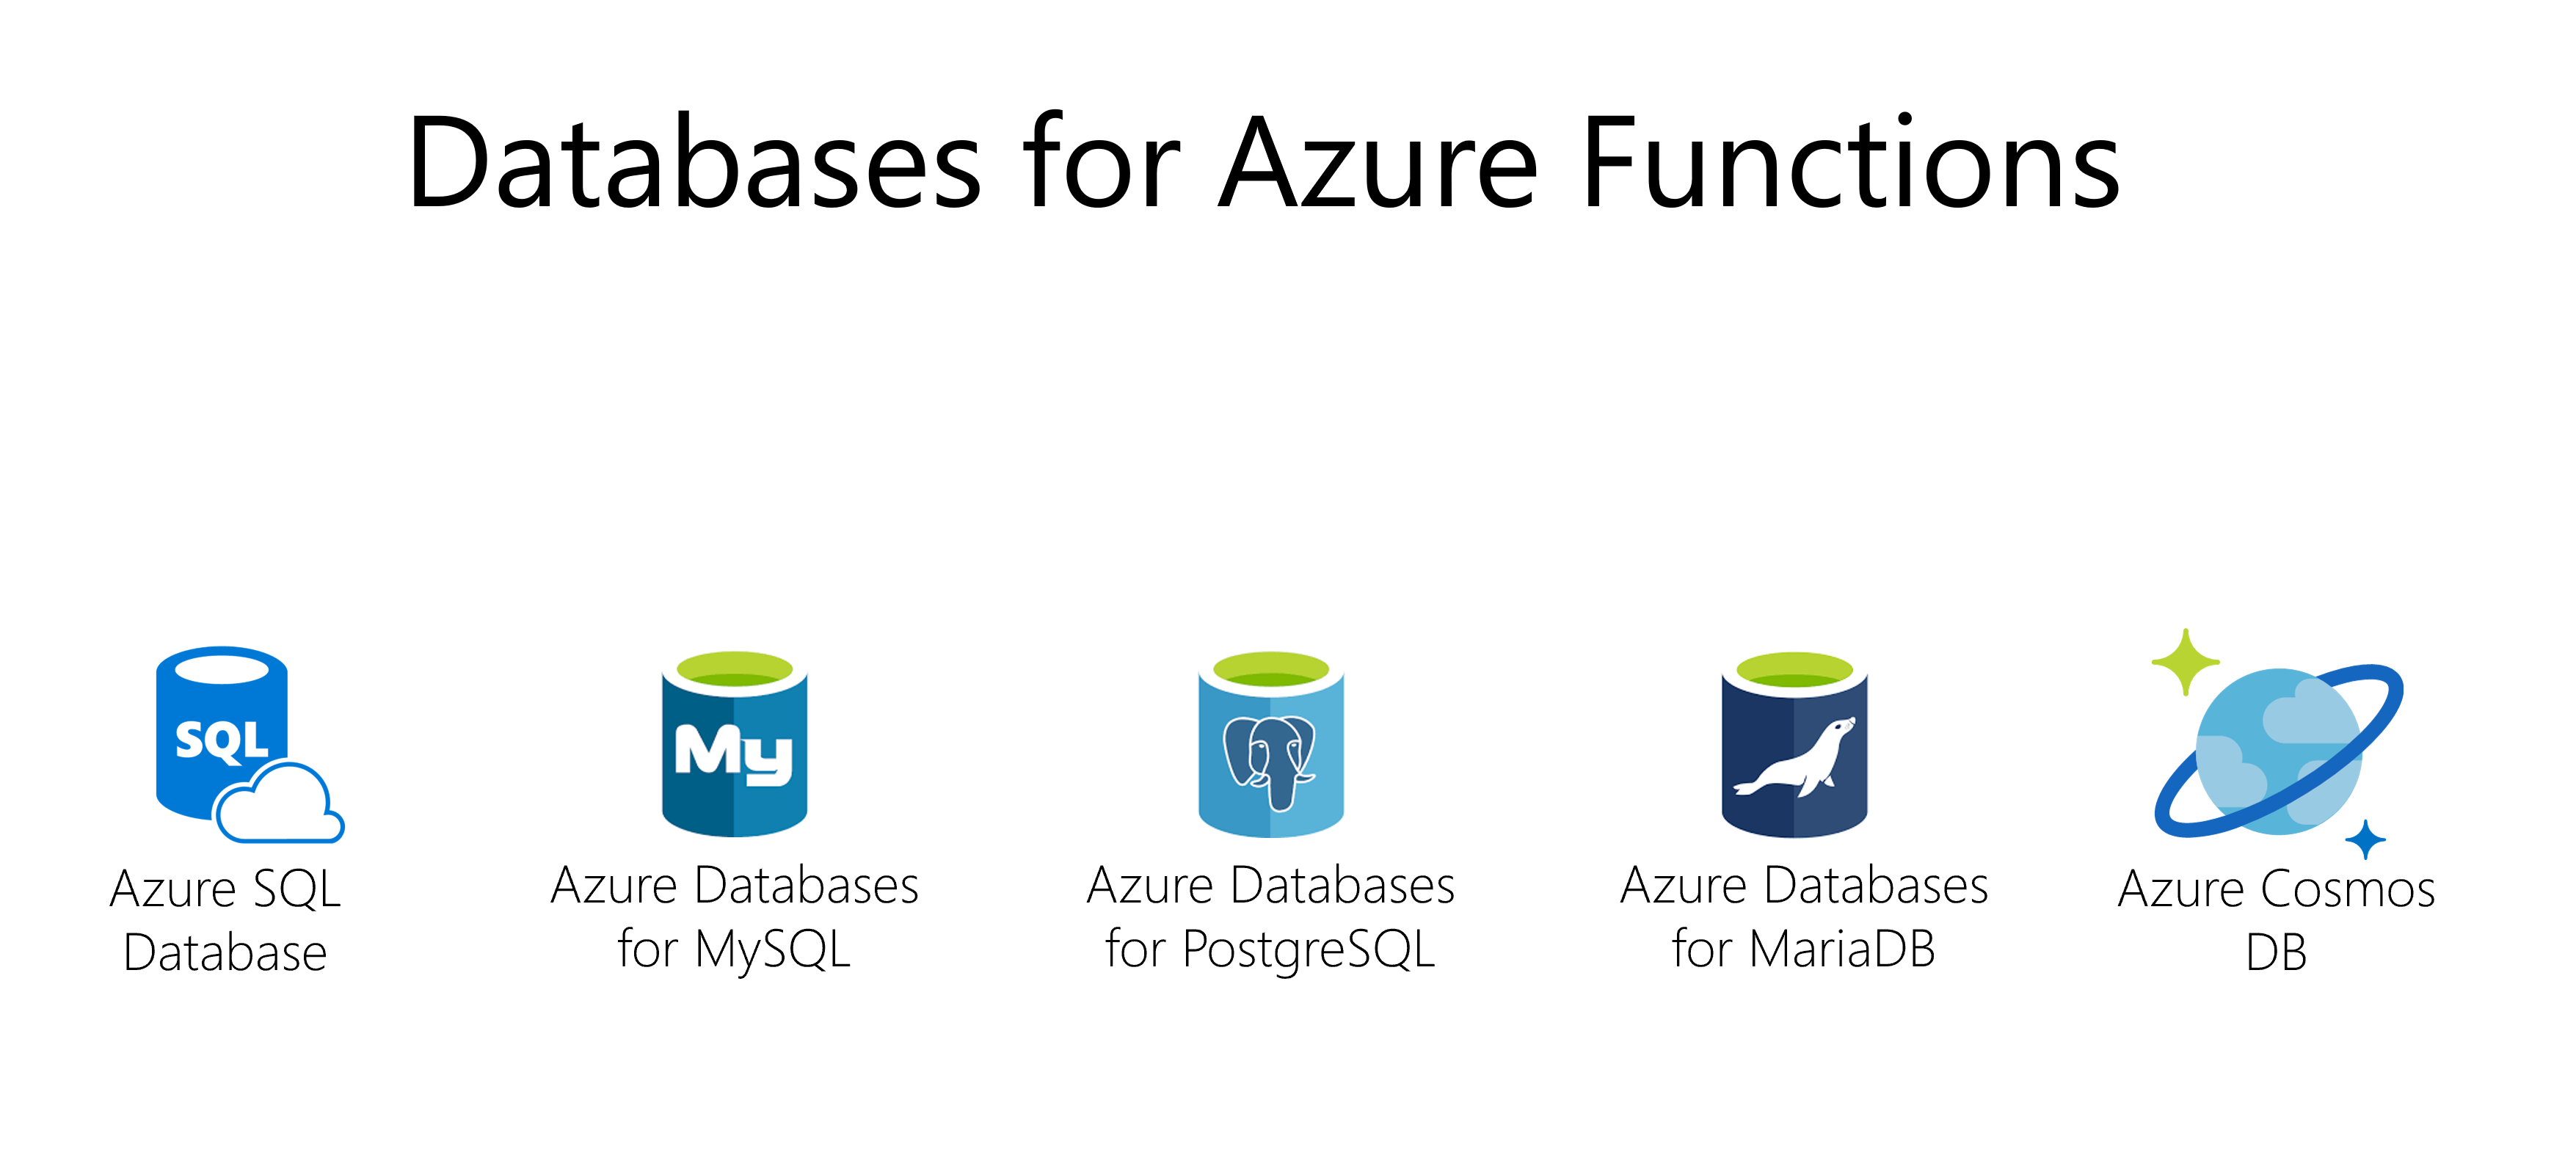 Databases for Azure Functions
SQL
My
Azure SQL
Database
Azure Databases
for MySQL
Azure Databases
for PostgreSQL
Azure Databases
for MariaDB
Azure Cosmos
DB